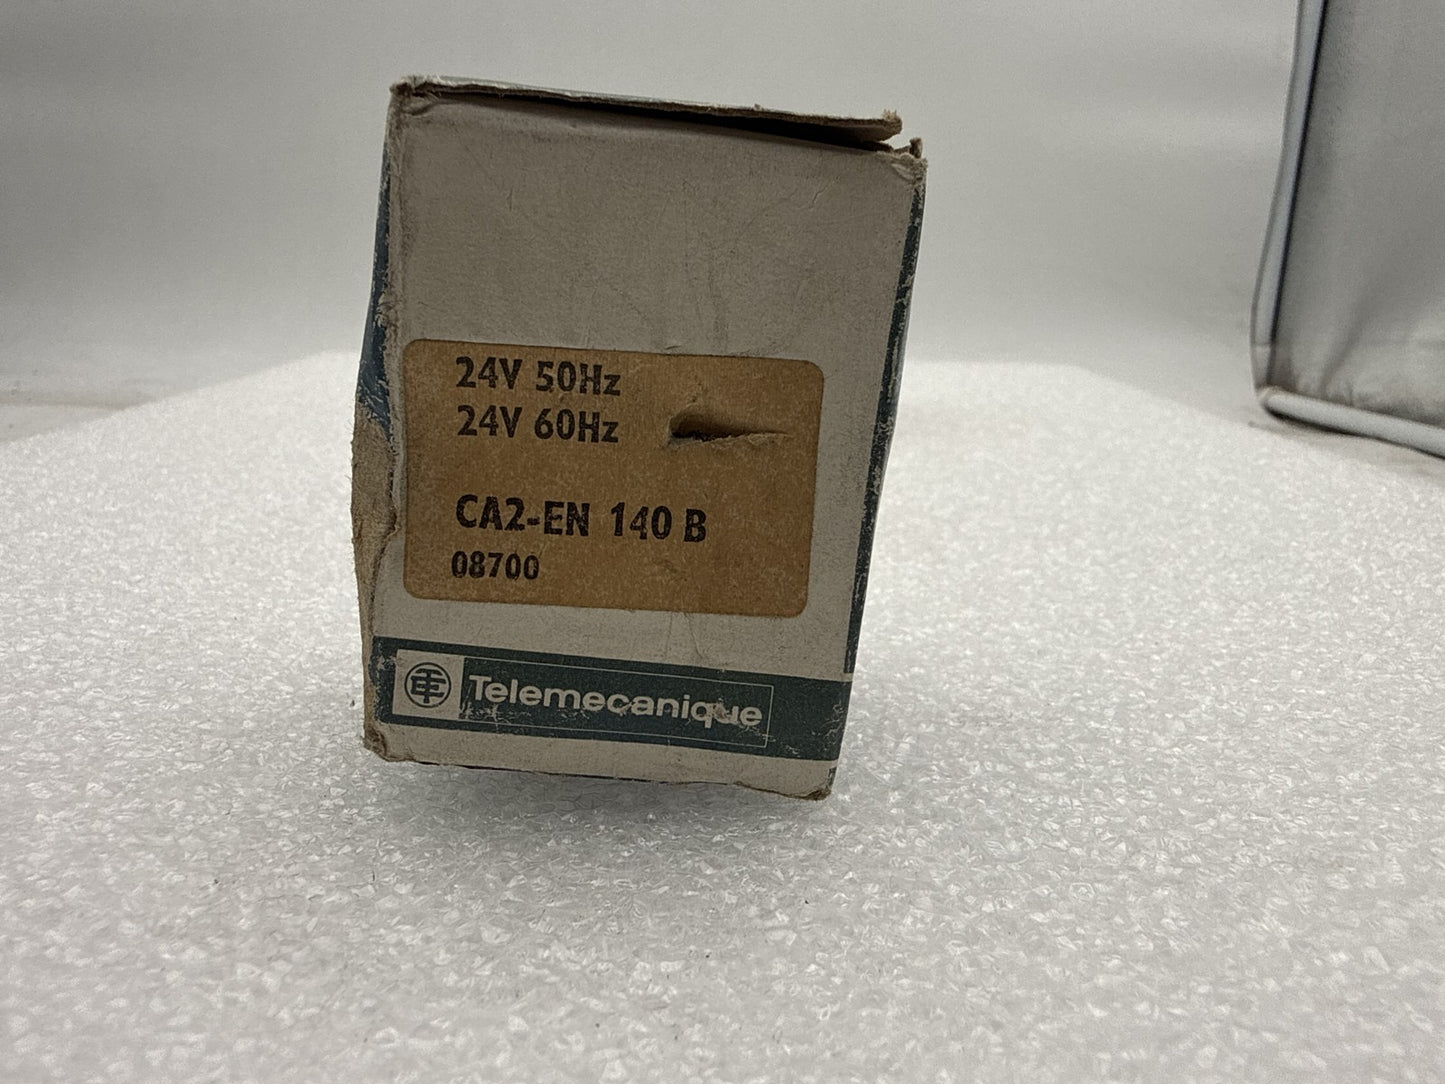 24V 50Hz
24V 60Hz
CA2-EN 140 B
08700
Telemecanique